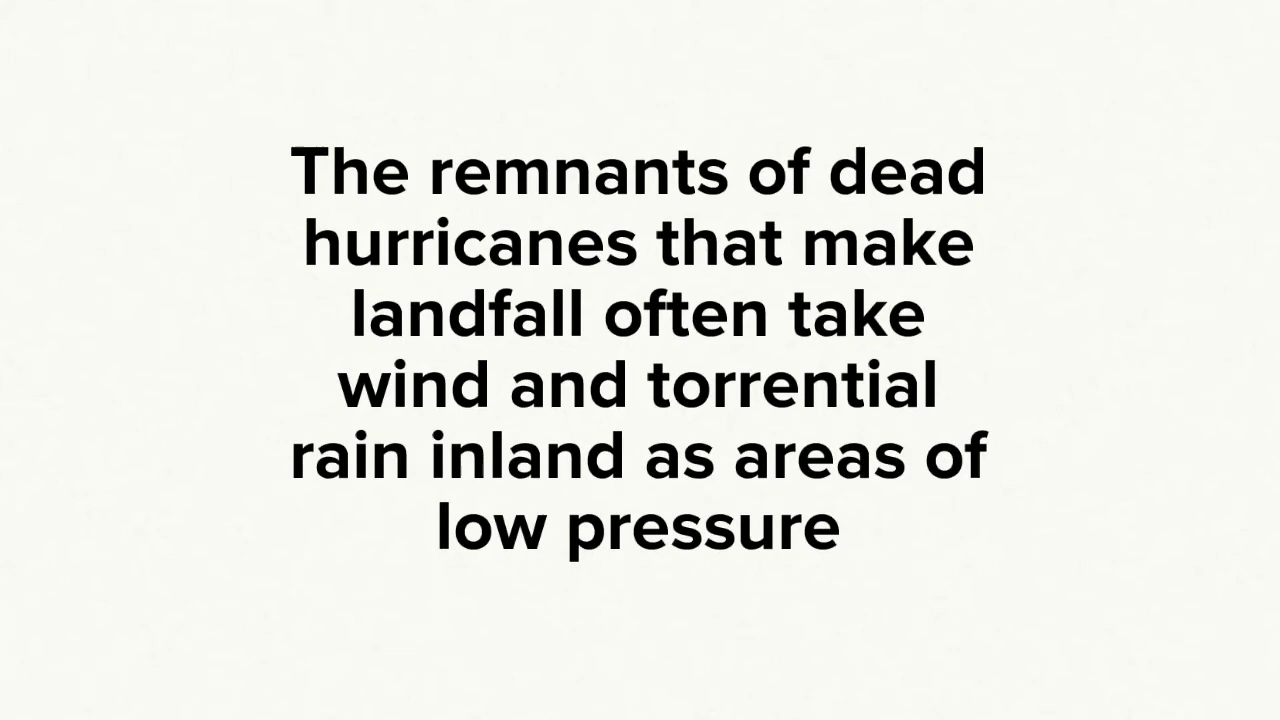 The remnants of dead
hurricanes that make
landfall often take
wind and torrential
rain inland as areas of
low pressure